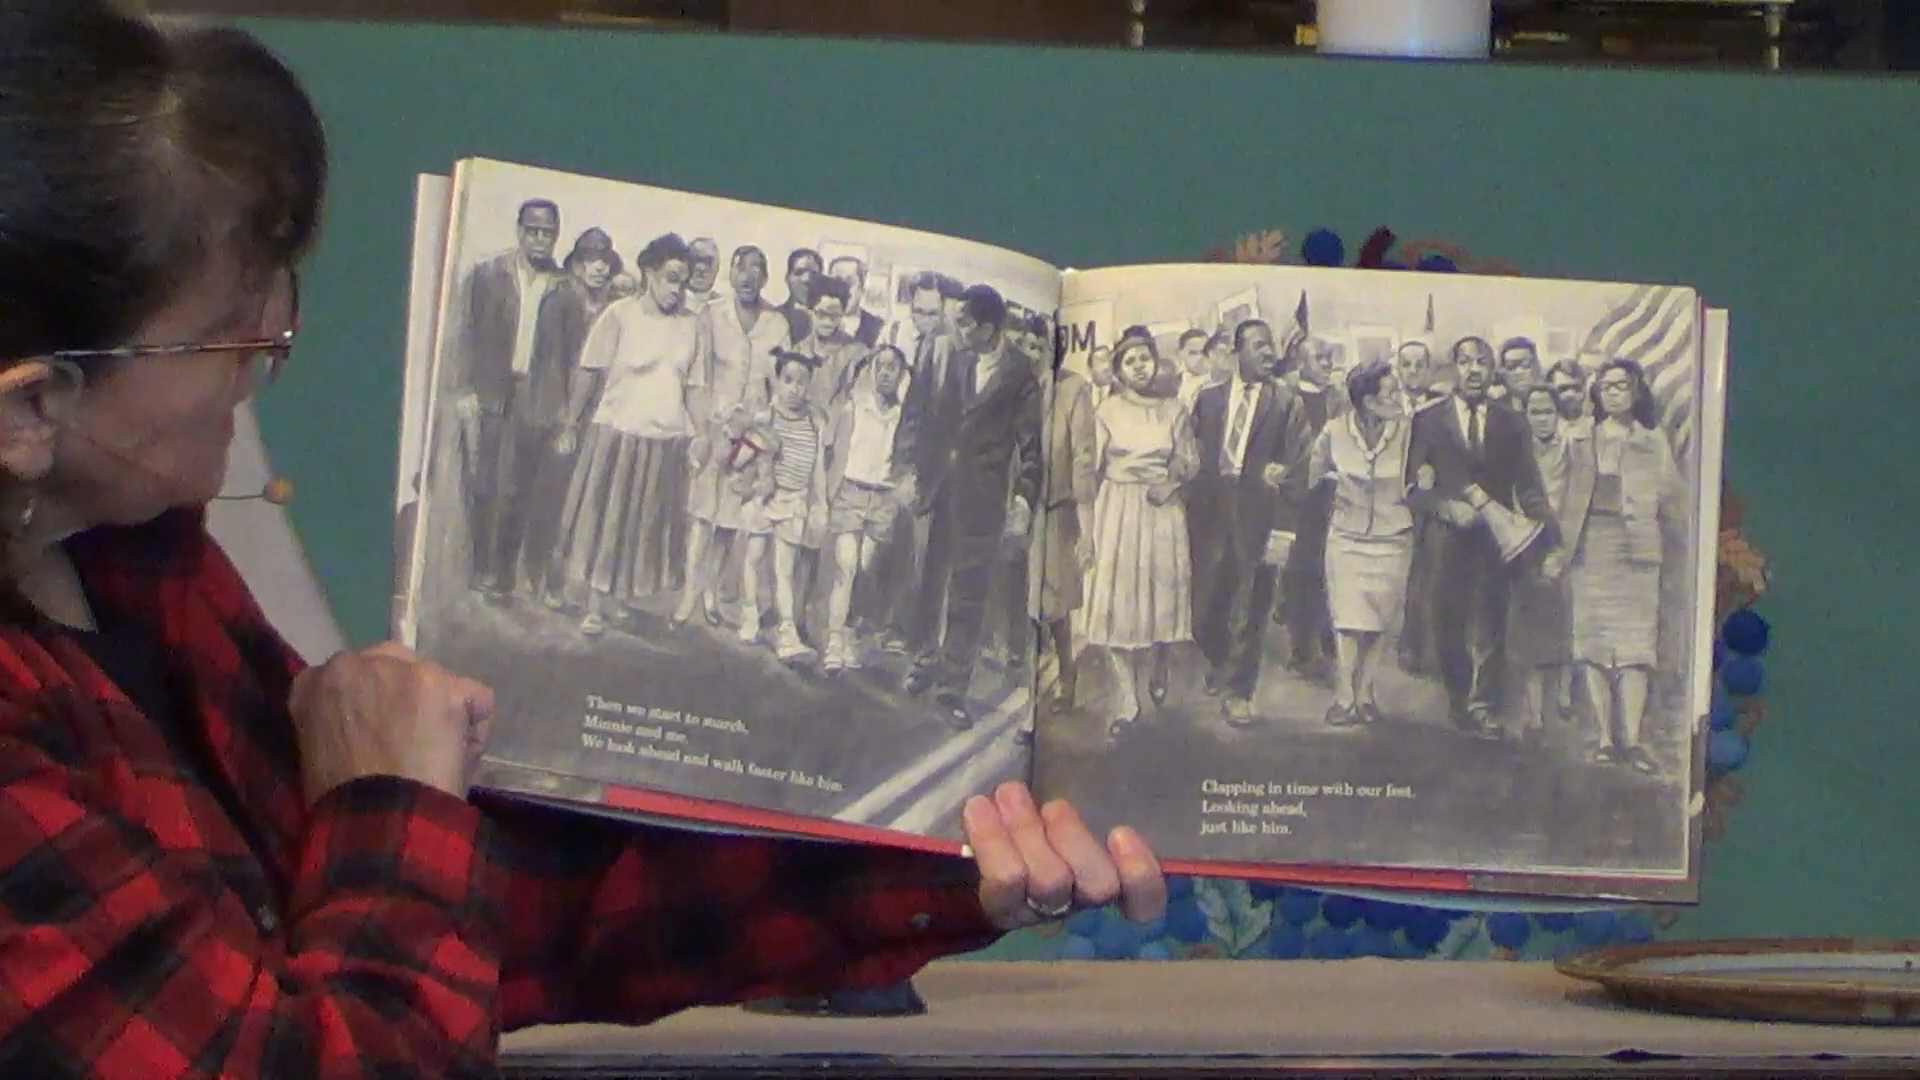 Then we start to march,
Minnie and me.
We look ahead and walk faster like him.
OM
Clapping in time with our feet.
Looking ahead,
just like him.